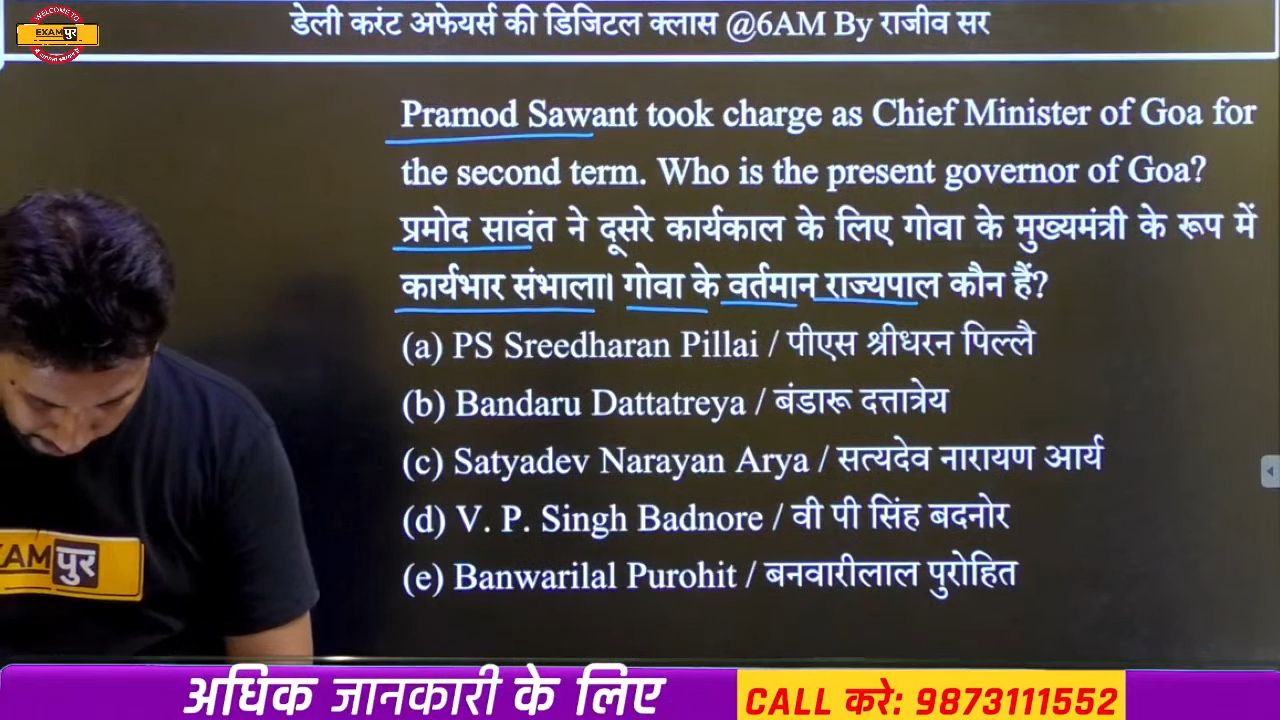 WELCOME TO
EXAMपुर
डेली करंट अफेयर्स की डिजिटल क्लास @6AM By राजीव सर
Pramod Sawant took charge as Chief Minister of Goa for
the second term. Who is the present governor of Goa?
प्रमोद सावंत ने दूसरे कार्यकाल के लिए गोवा के मुख्यमंत्री के रूप में
कार्यभार संभाला। गोवा के वर्तमान राज्यपाल कौन हैं?
(a) PS Sreedharan Pillai / पीएस श्रीधरन पिल्लै
(b) Bandaru Dattatreya / बंडारू दत्तात्रेय
(c) Satyadev Narayan Arya / सत्यदेव नारायण आर्य
(d) V. P. Singh Badnore / वी पी सिंह बदनोर
(e) Banwarilal Purohit / बनवारीलाल पुरोहित
XAMपुर
अधिक जानकारी के लिए
CALL करे: 9873111552